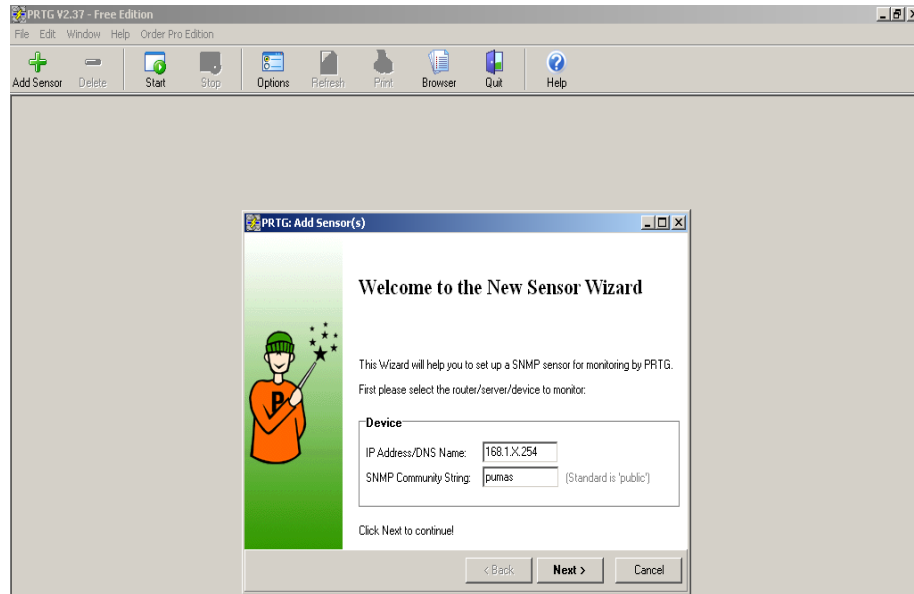 PRTG V2.37 - Free Edition
File Edit Window Help Order Pro Edition
Add Sensor Delete Start Stop Options Refresh Print Browser Quit Help
PRTG: Add Sensor(s)
Welcome to the New Sensor Wizard
This Wizard will help you to set up a SNMP sensor for monitoring by PRTG.
First please select the router/server/device to monitor:
Device
IP Address/DNS Name: 168.1.X.254
SNMP Community String: pumas (Standard is 'public')
P
Click Next to continue!
< Back Next > Cancel